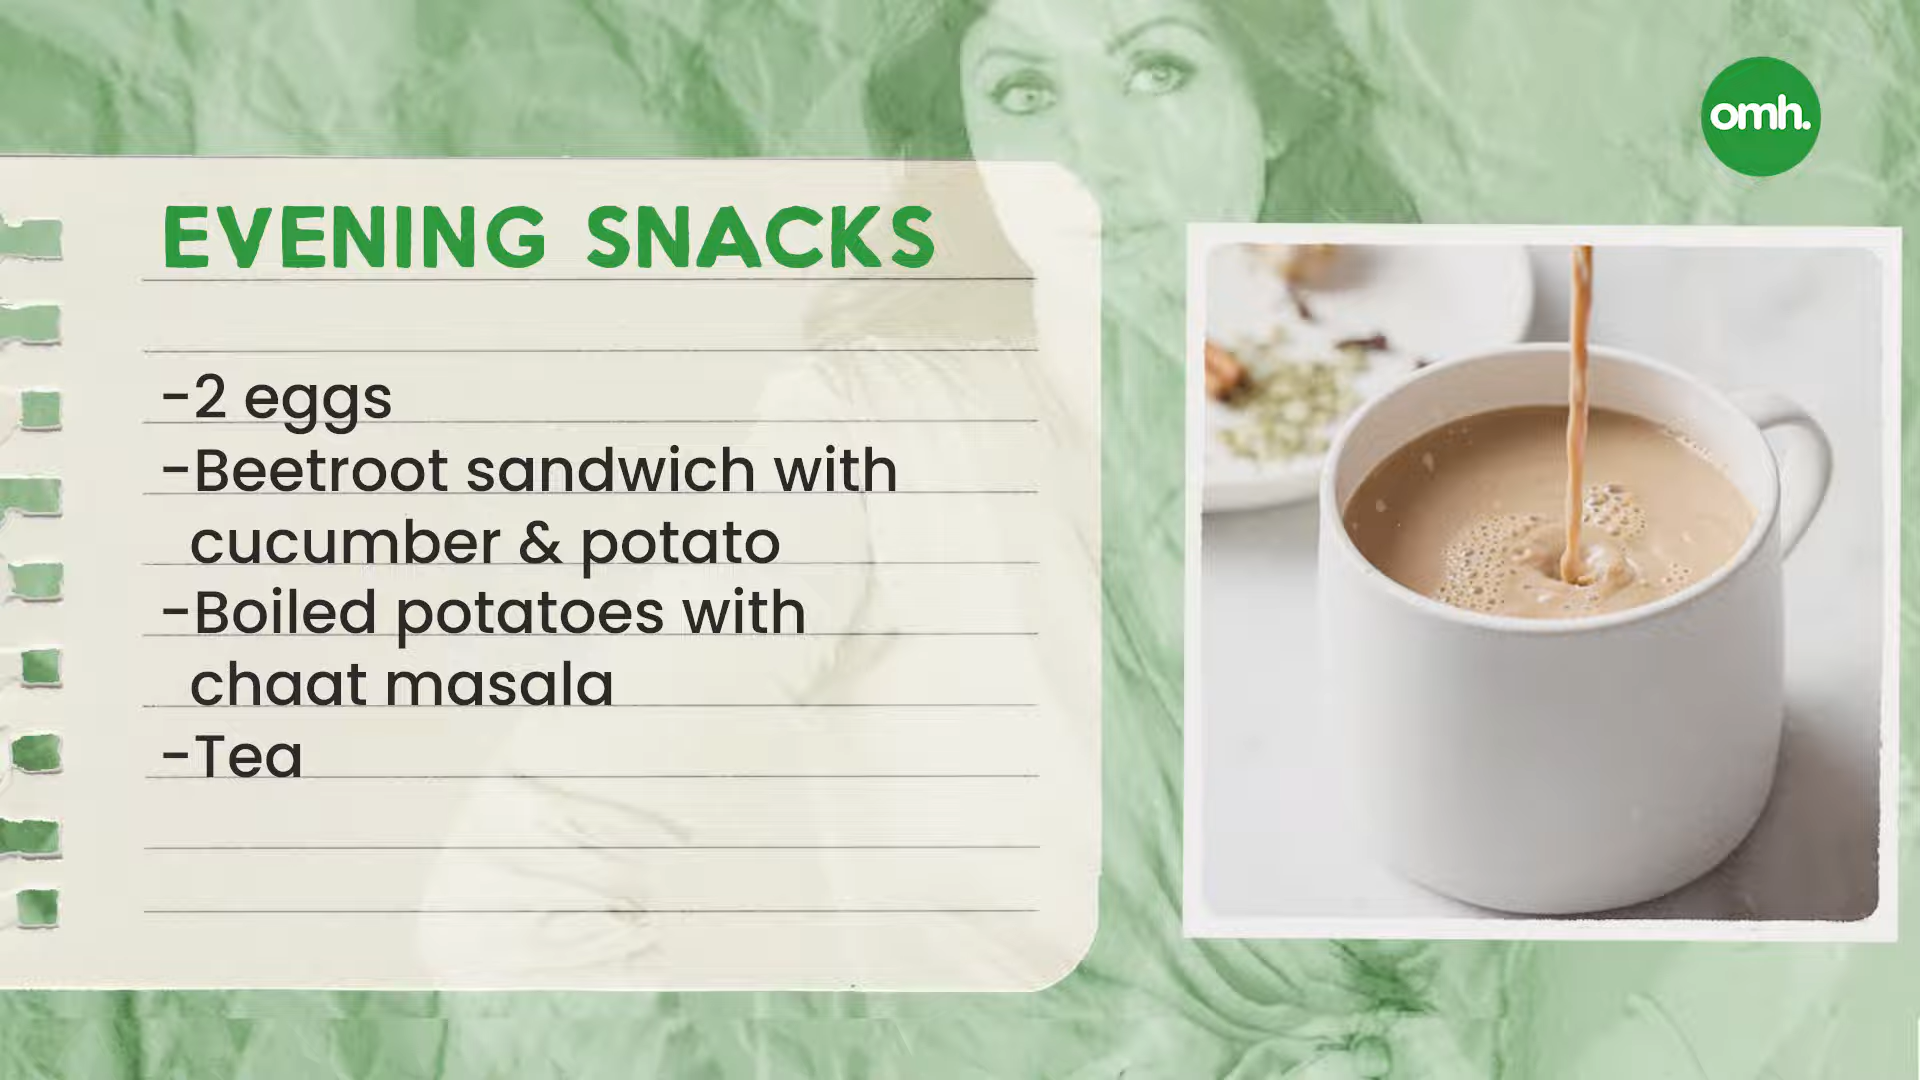 omh.
EVENING SNACKS
-2 eggs
-Beetroot sandwich with
cucumber & potato
-Boiled potatoes with
chaat masala
-Tea